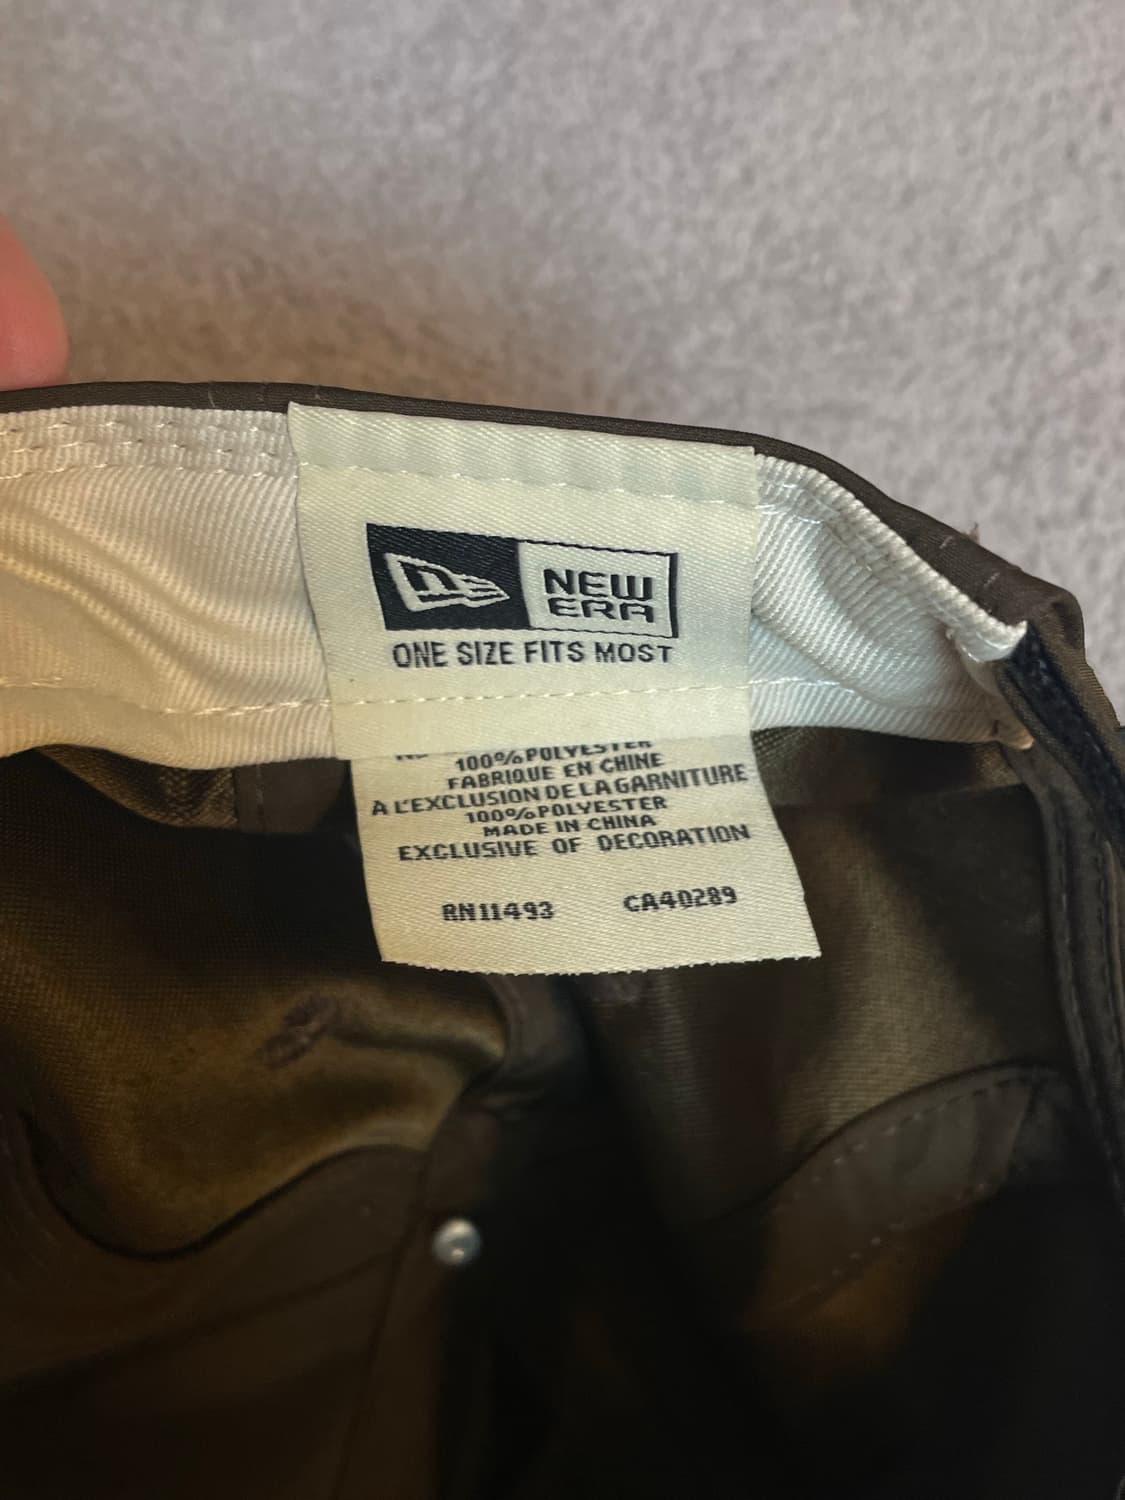 NEW
ERA
ONE SIZE FITS MOST
100% POLYESTER
FABRIQUE EN CHINE
A L'EXCLUSION DE LA GARNITURE
100% POLYESTER
MADE IN CHINA
EXCLUSIVE OF DECORATION
RN11493 CA40289